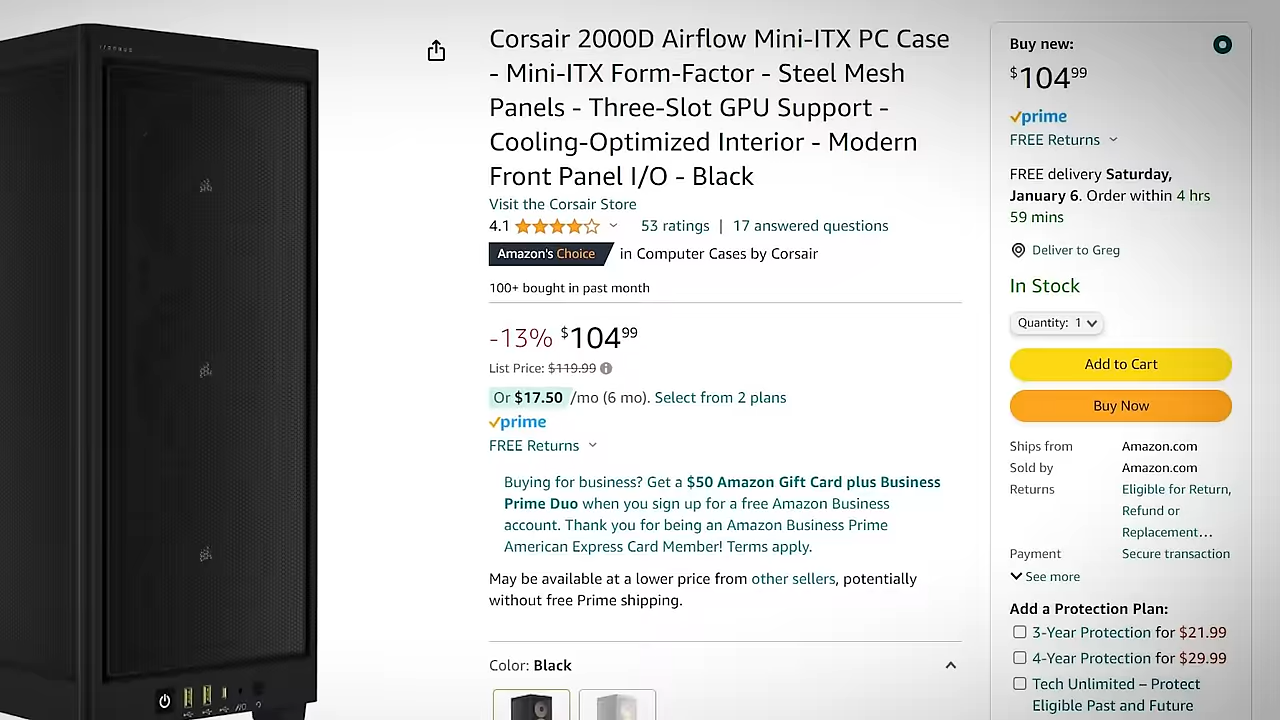 Corsair 2000D Airflow Mini-ITX PC Case
- Mini-ITX Form-Factor - Steel Mesh
Panels - Three-Slot GPU Support -
Cooling-Optimized Interior - Modern
Front Panel I/O - Black
Visit the Corsair Store
4.1
53 ratings | 17 answered questions
Amazon's Choice in Computer Cases by Corsair
100+ bought in past month
-13% $104.99
List Price: $119.99
Or $17.50 /mo (6 mo). Select from 2 plans
prime
FREE Returns
Buying for business? Get a $50 Amazon Gift Card plus Business
Prime Duo when you sign up for a free Amazon Business
account. Thank you for being an Amazon Business Prime
American Express Card Member! Terms apply.
May be available at a lower price from other sellers, potentially
without free Prime shipping.
Color: Black
Buy new:
$104.99
prime
FREE Returns
FREE delivery Saturday,
January 6. Order within 4 hrs
59 mins
Deliver to Greg
In Stock
Quantity: 1
Add to Cart
Buy Now
Ships from Amazon.com
Sold by Amazon.com
Returns Eligible for Return,
Refund or
Replacement...
Payment Secure transaction
See more
Add a Protection Plan:
3-Year Protection for $21.99
4-Year Protection for $29.99
Tech Unlimited – Protect
Eligible Past and Future